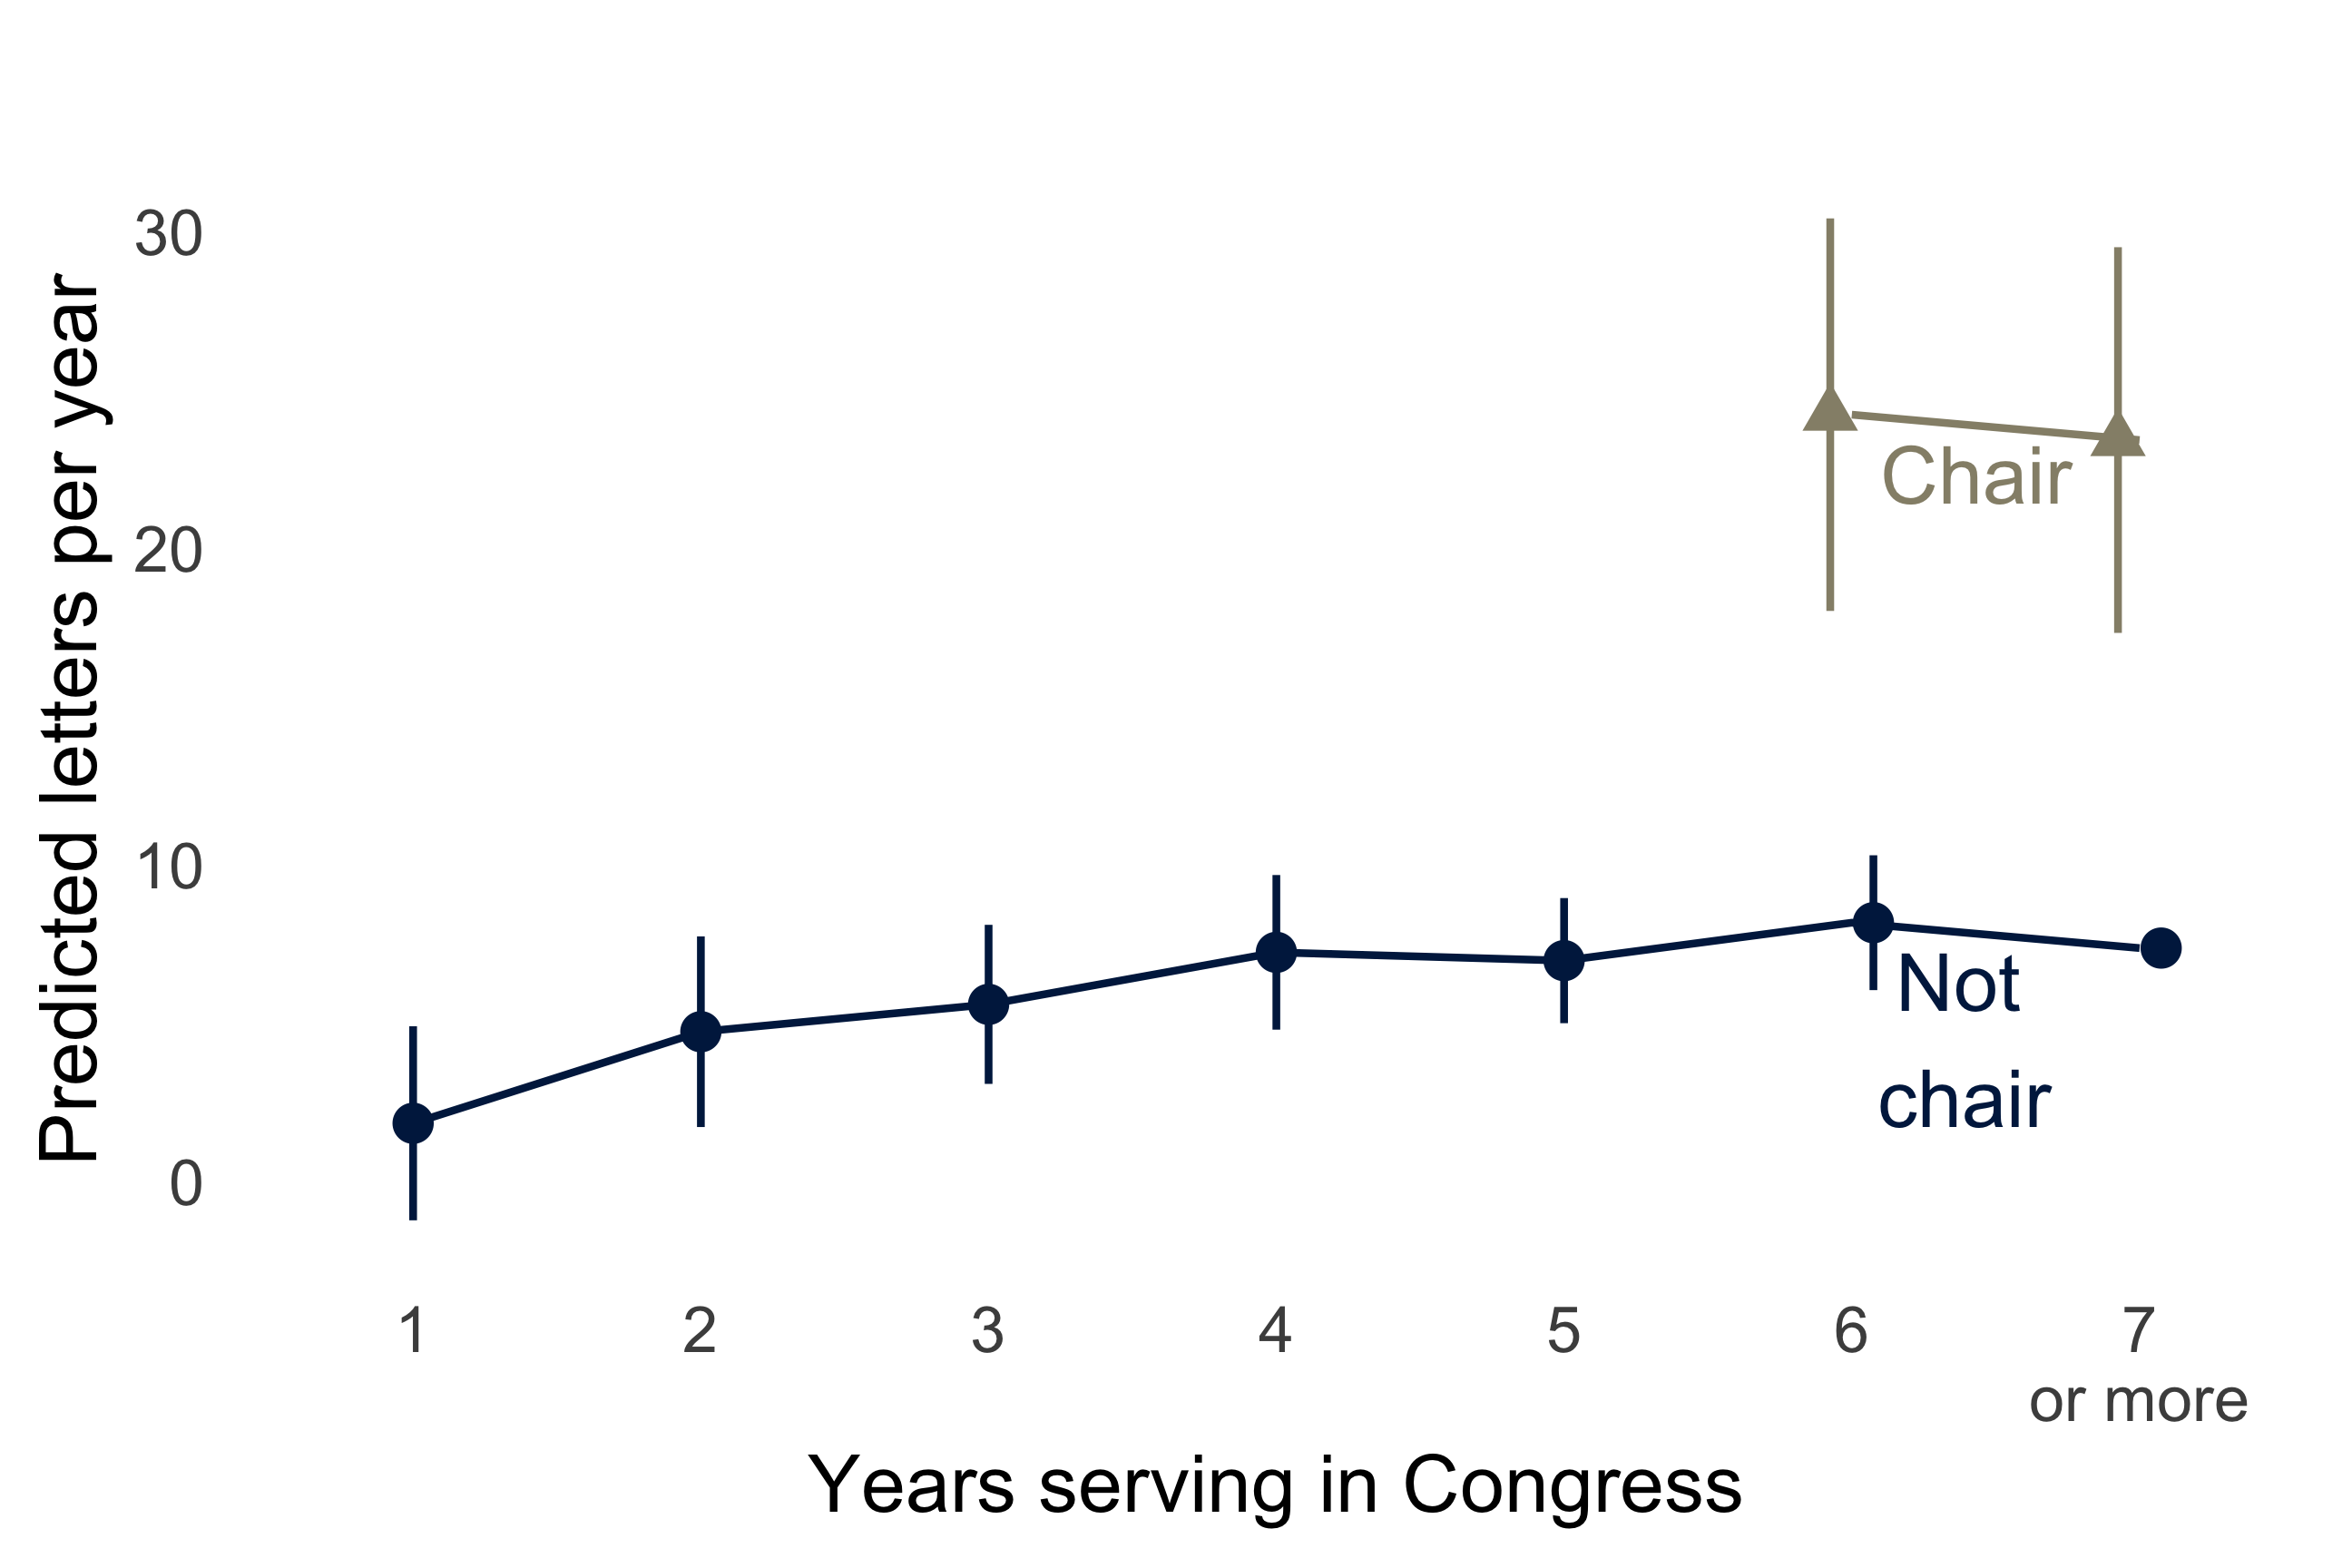 Predicted letters per year
30
20
10
0
Chair
Not
chair
1 2 3 4 5 6 7
or more
Years serving in Congress